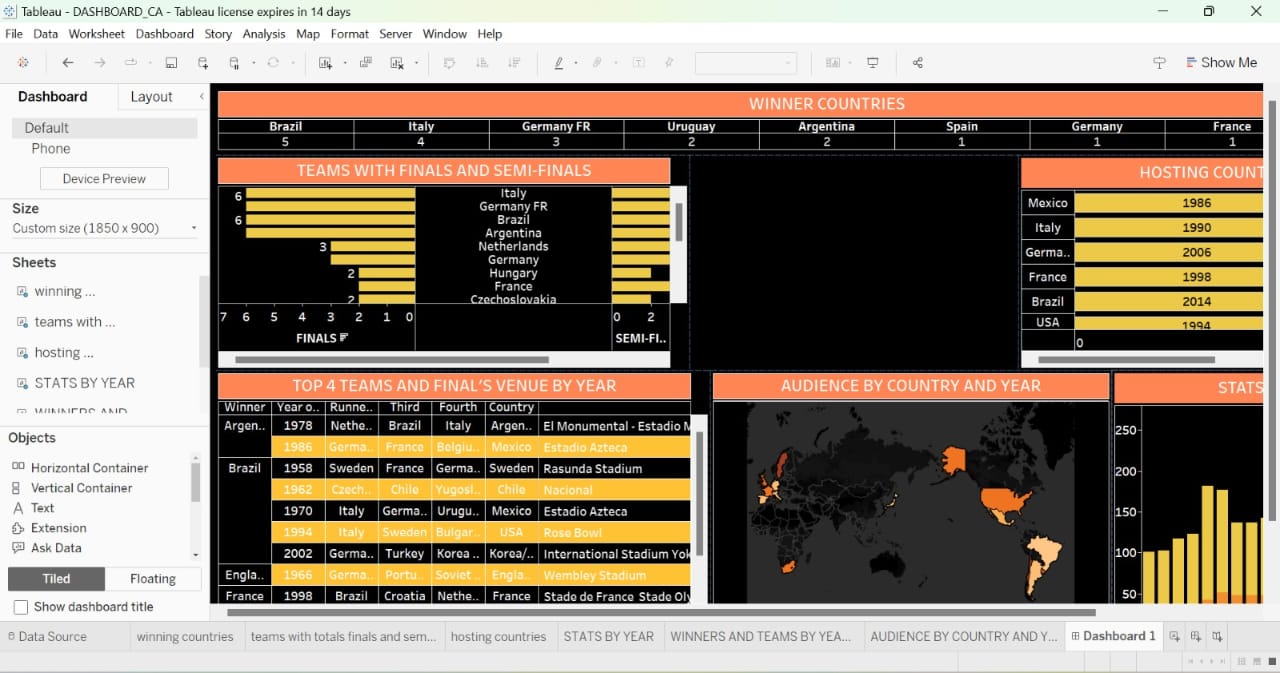 Tableau - DASHBOARD_CA - Tableau license expires in 14 days
File Data Worksheet Dashboard Story Analysis Map Format Server Window Help
Show Me
Dashboard Layout
Default
Phone
Device Preview
Size
Custom size (1850 x 900)
Sheets
winning ...
teams with ...
hosting ...
STATS BY YEAR
WINNERS AND
Objects
Horizontal Container
Vertical Container
Text
Extension
Ask Data
Tiled Floating
Show dashboard title
WINNER COUNTRIES
Brazil Italy Germany FR Uruguay Argentina Spain Germany France
5 4 3 2 2 1 1 1
TEAMS WITH FINALS AND SEMI-FINALS
6 Italy
Germany FR
6 Brazil
Argentina
3 Netherlands
Germany
2 Hungary
France
2 Czechoslovakia
7 6 5 4 3 2 1 0 0 2
FINALS SEMI-FI..
HOSTING COUNT
Mexico 1986
Italy 1990
Germa.. 2006
France 1998
Brazil 2014
USA 1994
0
TOP 4 TEAMS AND FINAL'S VENUE BY YEAR
Winner Year o.. Runne.. Third Fourth Country
Argen.. 1978 Nethe.. Brazil Italy Argen.. El Monumental - Estadio M
1986 Germa.. France Belgiu.. Mexico Estadio Azteca
Brazil 1958 Sweden France Germa.. Sweden Rasunda Stadium
1962 Czech.. Chile Yugosl.. Chile Nacional
1970 Italy Germa.. Urugu.. Mexico Estadio Azteca
1994 Italy Sweden Bulgar.. USA Rose Bowl
2002 Germa.. Turkey Korea .. Korea/.. International Stadium Yok
Engla.. 1966 Germa.. Portu.. Soviet .. Engla.. Wembley Stadium
France 1998 Brazil Croatia Nethe.. France Stade de France Stade Ol
AUDIENCE BY COUNTRY AND YEAR
STATS
250
200
150
100
50
Data Source winning countries teams with totals finals and sem... hosting countries STATS BY YEAR WINNERS AND TEAMS BY YEA... AUDIENCE BY COUNTRY AND Y... Dashboard 1